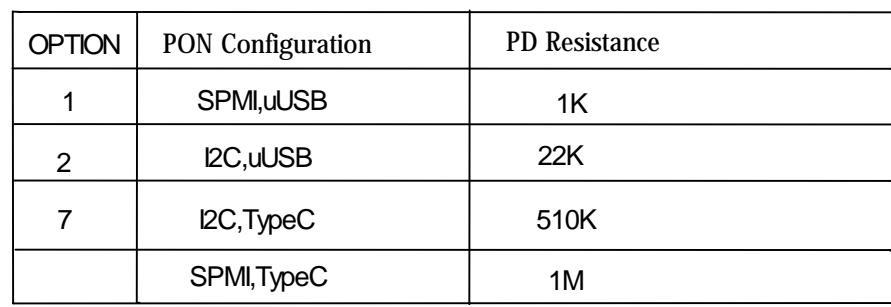 OPTION PON Configuration PD Resistance
1 SPMI,uUSB 1K
2 I2C,uUSB 22K
7 I2C,TypeC 510K
SPMI,TypeC 1M